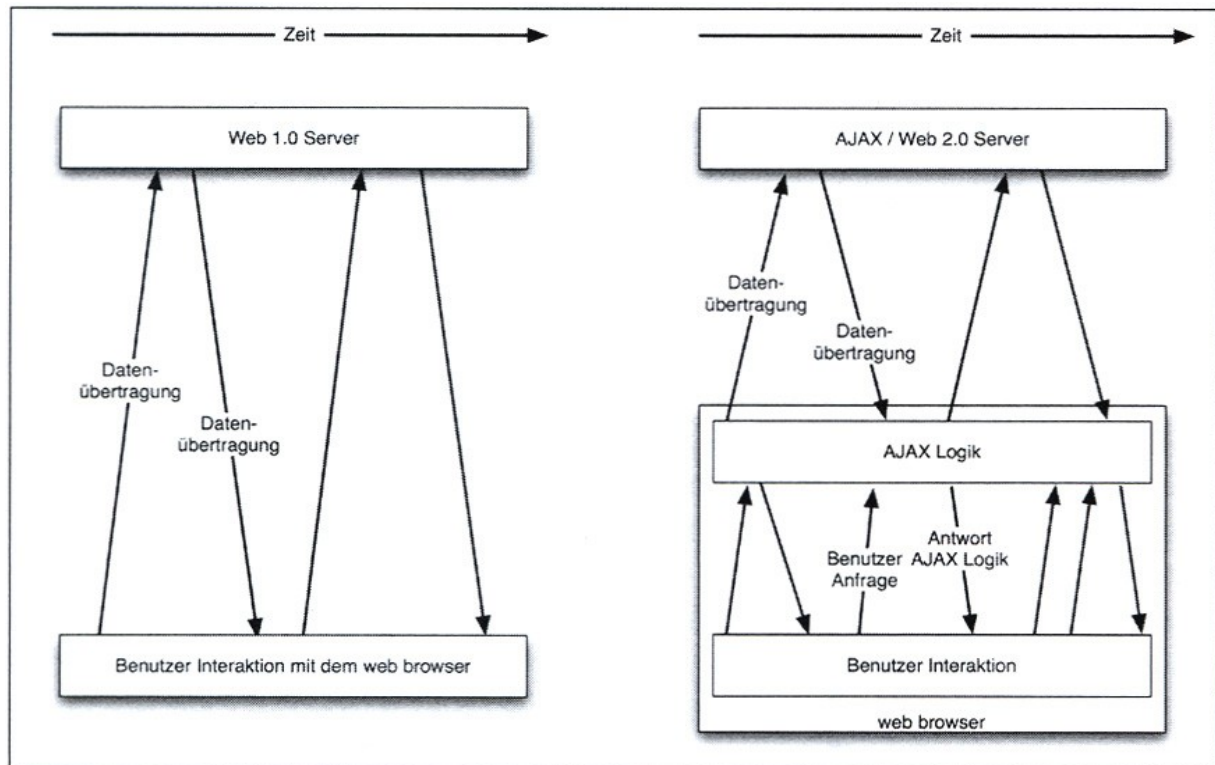 Zeit
Zeit
Web 1.0 Server
AJAX / Web 2.0 Server
Daten-
übertragung
Daten-
übertragung
Daten-
übertragung
Daten-
übertragung
AJAX Logik
Benutzer
Anfrage
Antwort
AJAX Logik
Benutzer Interaktion mit dem web browser
Benutzer Interaktion
web browser